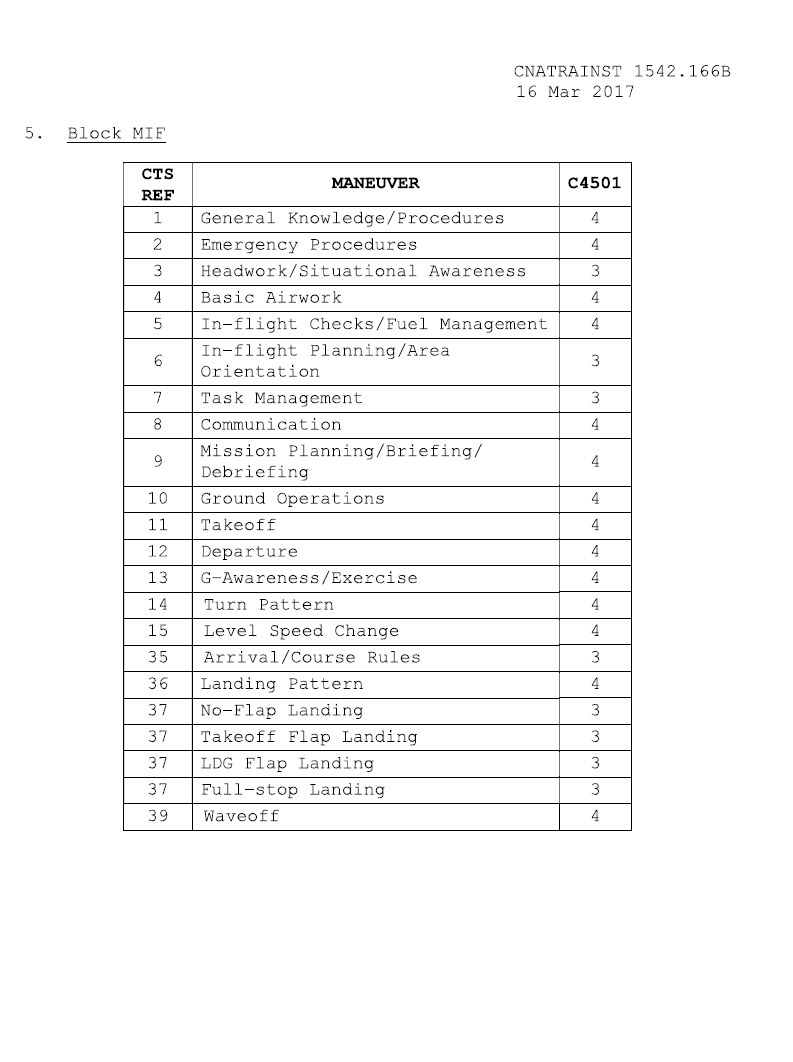 CNATRAINST 1542.166B
16 Mar 2017
5. Block MIF
CTS REF MANEUVER C4501
1 General Knowledge/Procedures 4
2 Emergency Procedures 4
3 Headwork/Situational Awareness 3
4 Basic Airwork 4
5 In-flight Checks/Fuel Management 4
6 In-flight Planning/Area
Orientation 3
7 Task Management 3
8 Communication 4
9 Mission Planning/Briefing/
Debriefing 4
10 Ground Operations 4
11 Takeoff 4
12 Departure 4
13 G-Awareness/Exercise 4
14 Turn Pattern 4
15 Level Speed Change 4
35 Arrival/Course Rules 3
36 Landing Pattern 4
37 No-Flap Landing 3
37 Takeoff Flap Landing 3
37 LDG Flap Landing 3
37 Full-stop Landing 3
39 Waveoff 4